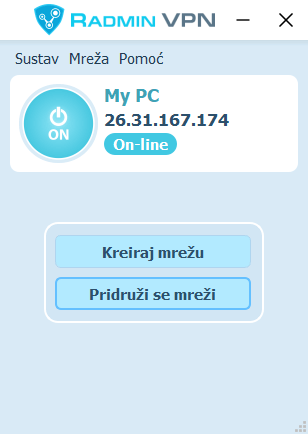 RADMIN VPN
Sustav Mreža Pomoć
ON
My PC
26.31.167.174
On-line
Kreiraj mrežu
Pridruži se mreži